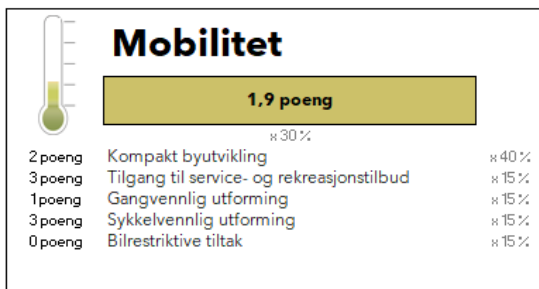 Mobilitet
1,9 poeng
x 30 %
2 poeng Kompakt byutvikling x 40 %
3 poeng Tilgang til service- og rekreasjonstilbud x 15 %
1 poeng Gangvennlig utforming x 15 %
3 poeng Sykkelvennlig utforming x 15 %
0 poeng Bilrestriktive tiltak x 15 %